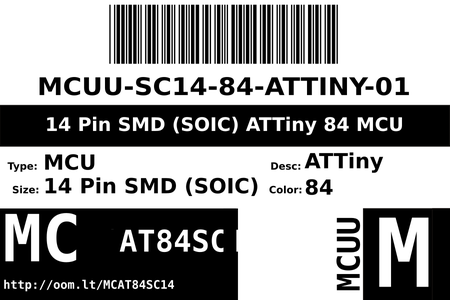 MCUU-SC14-84-ATTINY-01
14 Pin SMD (SOIC) ATTiny 84 MCU
Type: MCU
Desc: ATTiny
Size: 14 Pin SMD (SOIC)
Color: 84
MC
AT84SC
http://oom.lt/MCAT84SC14
MCUU
M